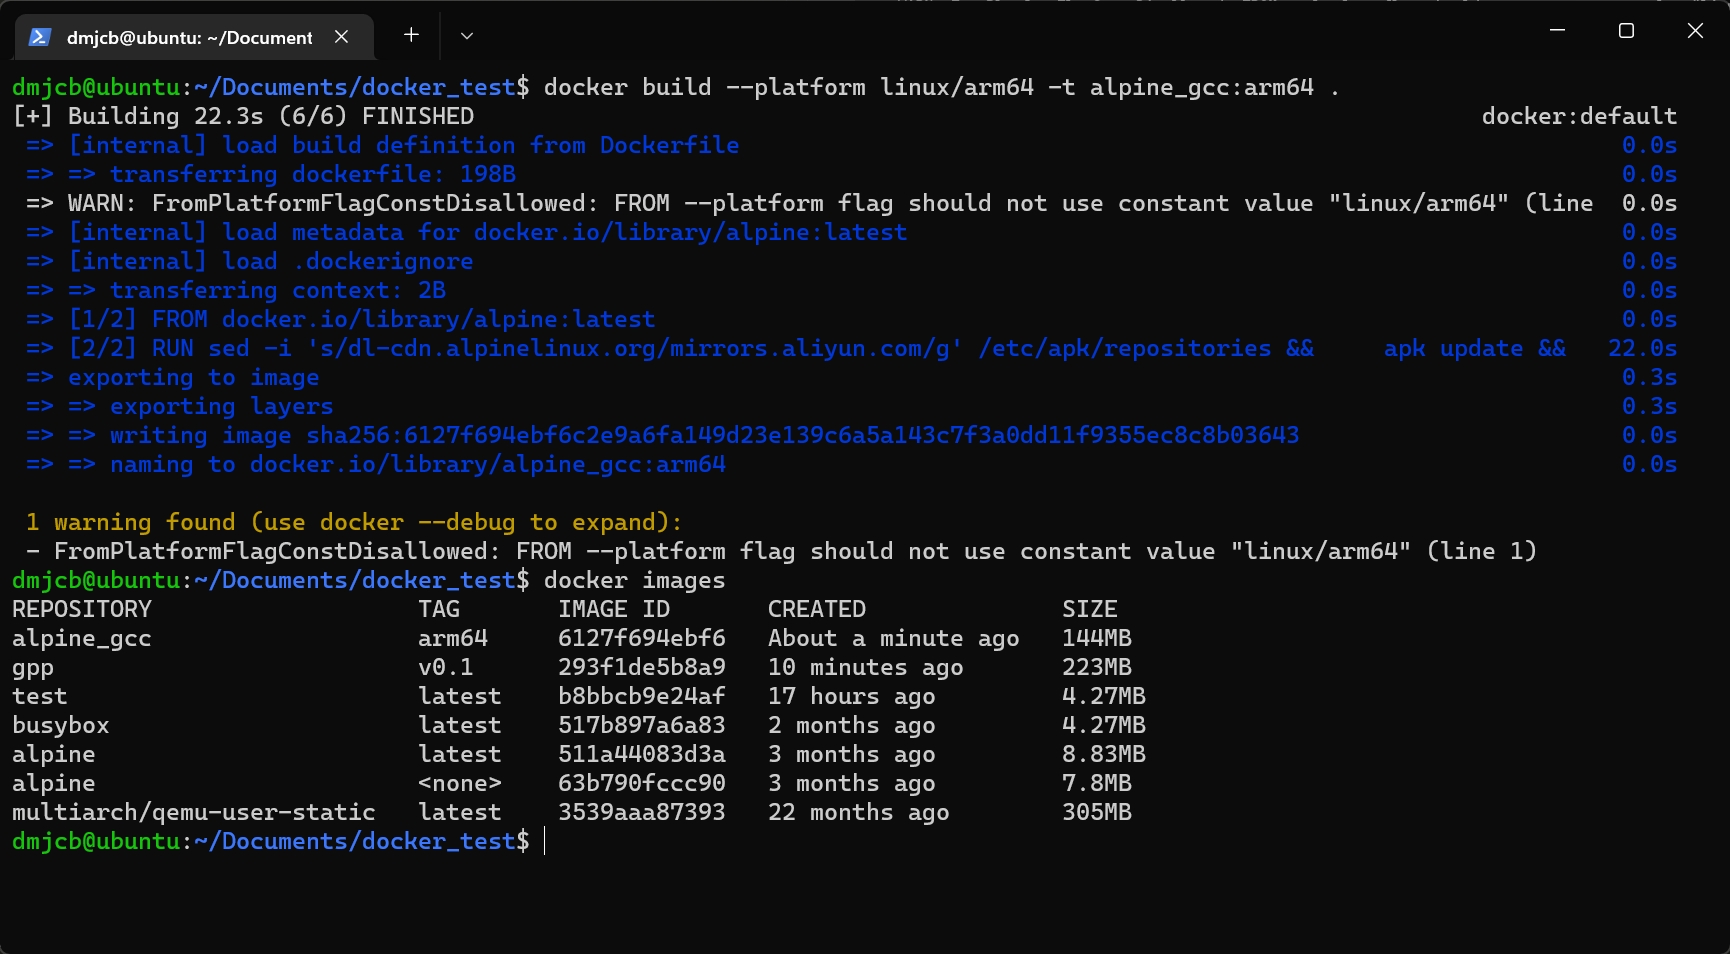 dmjcb@ubuntu: ~/Document
dmjcb@ubuntu:~/Documents/docker_test$ docker build --platform linux/arm64 -t alpine_gcc:arm64 .
[+] Building 22.3s (6/6) FINISHED docker:default
=> [internal] load build definition from Dockerfile 0.0s
=> => transferring dockerfile: 198B 0.0s
=> WARN: FromPlatformFlagConstDisallowed: FROM --platform flag should not use constant value "linux/arm64" (line 0.0s
=> [internal] load metadata for docker.io/library/alpine:latest 0.0s
=> [internal] load .dockerignore 0.0s
=> => transferring context: 2B 0.0s
=> [1/2] FROM docker.io/library/alpine:latest 0.0s
=> [2/2] RUN sed -i 's/dl-cdn.alpinelinux.org/mirrors.aliyun.com/g' /etc/apk/repositories && apk update && 22.0s
=> exporting to image 0.3s
=> => exporting layers 0.3s
=> => writing image sha256:6127f694ebf6c2e9a6fa149d23e139c6a5a143c7f3a0dd11f9355ec8c8b03643 0.0s
=> => naming to docker.io/library/alpine_gcc:arm64 0.0s
1 warning found (use docker --debug to expand):
- FromPlatformFlagConstDisallowed: FROM --platform flag should not use constant value "linux/arm64" (line 1)
dmjcb@ubuntu:~/Documents/docker_test$ docker images
REPOSITORY TAG IMAGE ID CREATED SIZE
alpine_gcc arm64 6127f694ebf6 About a minute ago 144MB
gpp v0.1 293f1de5b8a9 10 minutes ago 223MB
test latest b8bbcb9e24af 17 hours ago 4.27MB
busybox latest 517b897a6a83 2 months ago 4.27MB
alpine latest 511a44083d3a 3 months ago 8.83MB
alpine <none> 63b790fccc90 3 months ago 7.8MB
multiarch/qemu-user-static latest 3539aaa87393 22 months ago 305MB
dmjcb@ubuntu:~/Documents/docker_test$